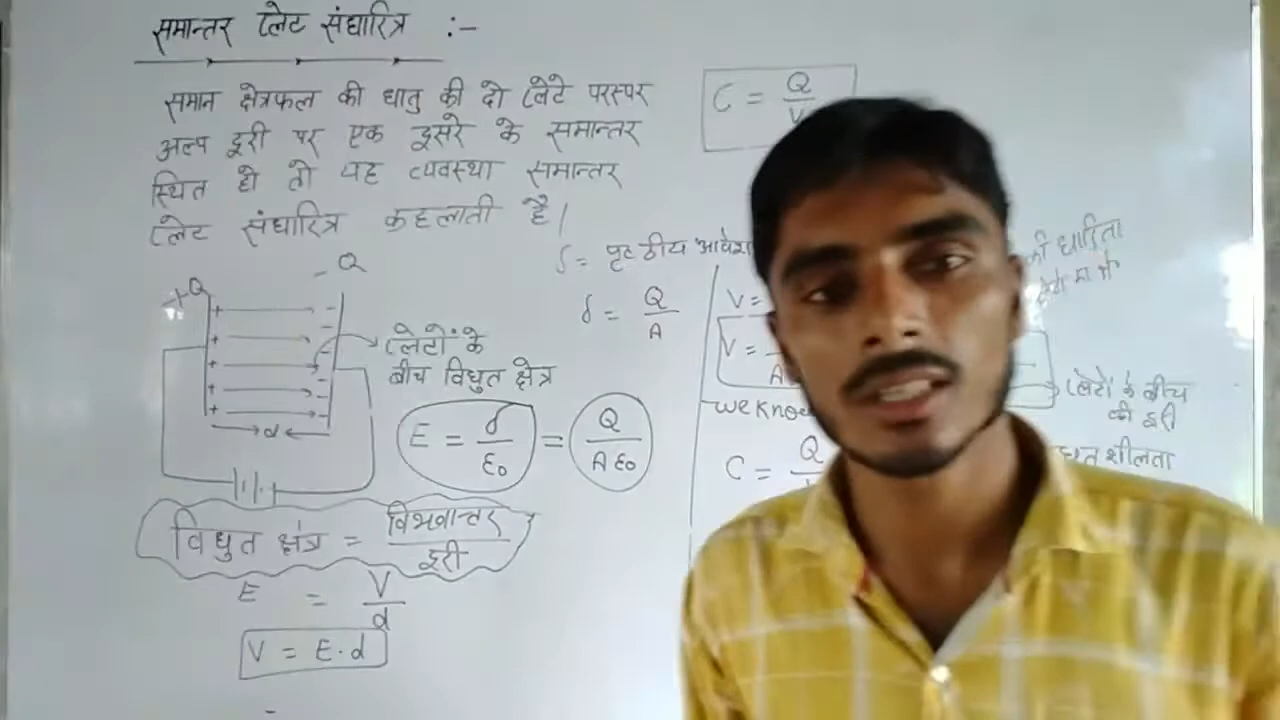 समान्तर प्लेट संघारित्र :-
समान क्षेत्रफल की धातु की दो प्लेटे परस्पर
अल्प दूरी पर एक दूसरे के समान्तर
स्थित हो तो यह व्यवस्था समान्तर
प्लेट संघारित्र कहलाती है।
C = Q
+Q
- Q
प्लेटों के
बीच विधुत क्षेत्र
d
E = σ/ε₀ = Q/Aε₀
विधुत क्षेत्र = विभवान्तर/दूरी
E = V/d
V = E.d
σ = पृष्ठीय
σ = Q/A
V =
V =
A
we know
C = Q
की धारिता
प्लेटों के बीच
की दूरी
शीलता